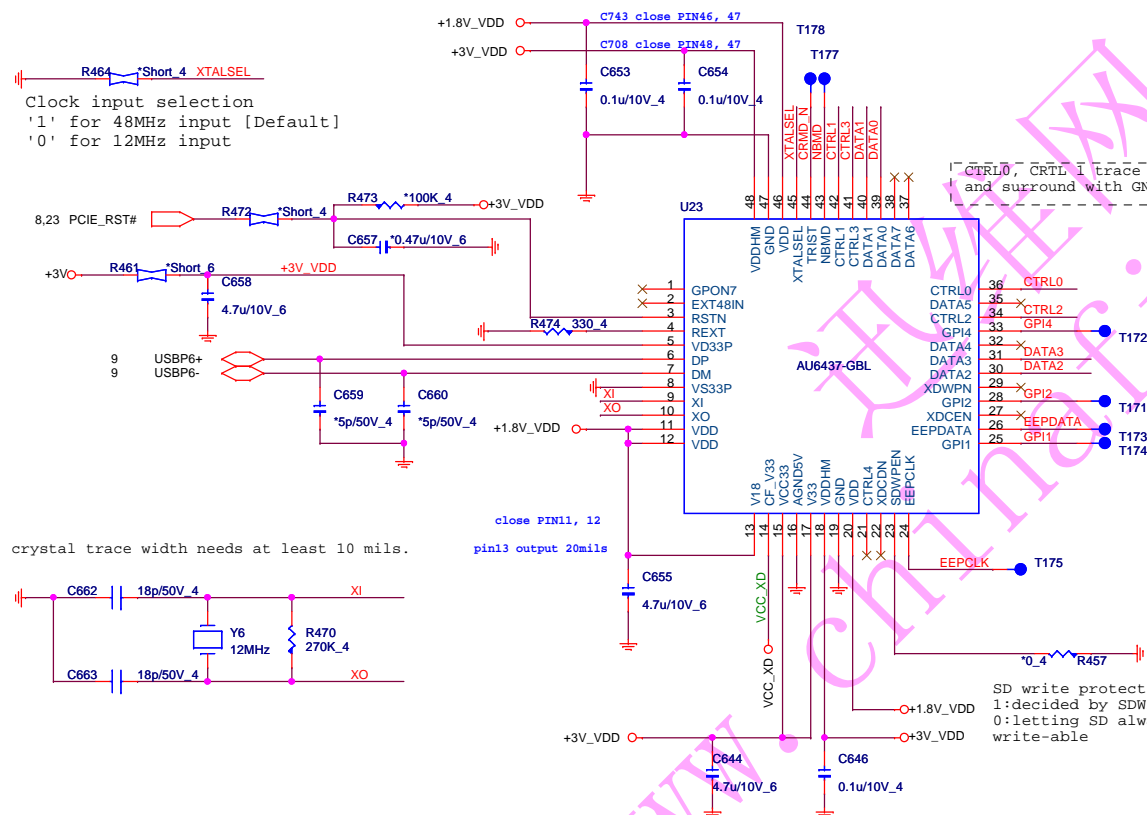 +1.8V_VDD
C743 close PIN46, 47
+3V_VDD
C708 close PIN48, 47
T178
T177
R464
*Short_4
XTALSEL
C653
0.1u/10V_4
C654
0.1u/10V_4
Clock input selection
'1' for 48MHz input [Default]
'0' for 12MHz input
XTALSEL
CRMD_N
NBMD
CTRL1
CTRL3
DATA1
DATA0
CTRL0, CRTL 1 trace
and surround with GN
R473
*100K_4
+3V_VDD
8,23
PCIE_RST#
R472
*Short_4
C657
*0.47u/10V_6
+3V
R461
*Short_6
+3V_VDD
C658
4.7u/10V_6
R474
330_4
9
USBP6+
9
USBP6-
C659
*5p/50V_4
C660
*5p/50V_4
XI
XO
+1.8V_VDD
U23
AU6437-GBL
48
47
46
45
44
43
42
41
40
39
38
37
VDDHM
GND
VDD
XTALSEL
TRIST
NBMD
CTRL1
CTRL3
DATA1
DATA0
DATA7
DATA6
1 GPON7
2 EXT48IN
3 RSTN
4 REXT
5 VD33P
6 DP
7 DM
8 VS33P
9 XI
10 XO
11 VDD
12 VDD
CTRL0 36 CTRL0
DATA5 35
CTRL2 34 CTRL2
GPI4 33 GPI4 T172
DATA4 32
DATA3 31 DATA3
DATA2 30 DATA2
XDWPN 29
GPI2 28 GPI2 T171
XDCEN 27
EEPDATA 26 EEPDATA T173
GPI1 25 GPI1 T174
V18
CF_V33
VCC33
AGND5V
V33
VDDHM
GND
VDD
CTRL4
XDCDN
SDWPEN
EEPCLK
13
14
15
16
17
18
19
20
21
22
23
24
close PIN11, 12
pin13 output 20mils
EEPCLK
T175
C655
4.7u/10V_6
VCC_XD
VCC_XD
crystal trace width needs at least 10 mils.
C662
18p/50V_4
XI
Y6
12MHz
R470
270K_4
C663
18p/50V_4
XO
*0_4
R457
SD write protect
1:decided by SDW
0:letting SD alw
write-able
+1.8V_VDD
+3V_VDD
+3V_VDD
C644
4.7u/10V_6
C646
0.1u/10V_4
迅维网
www.chinafi